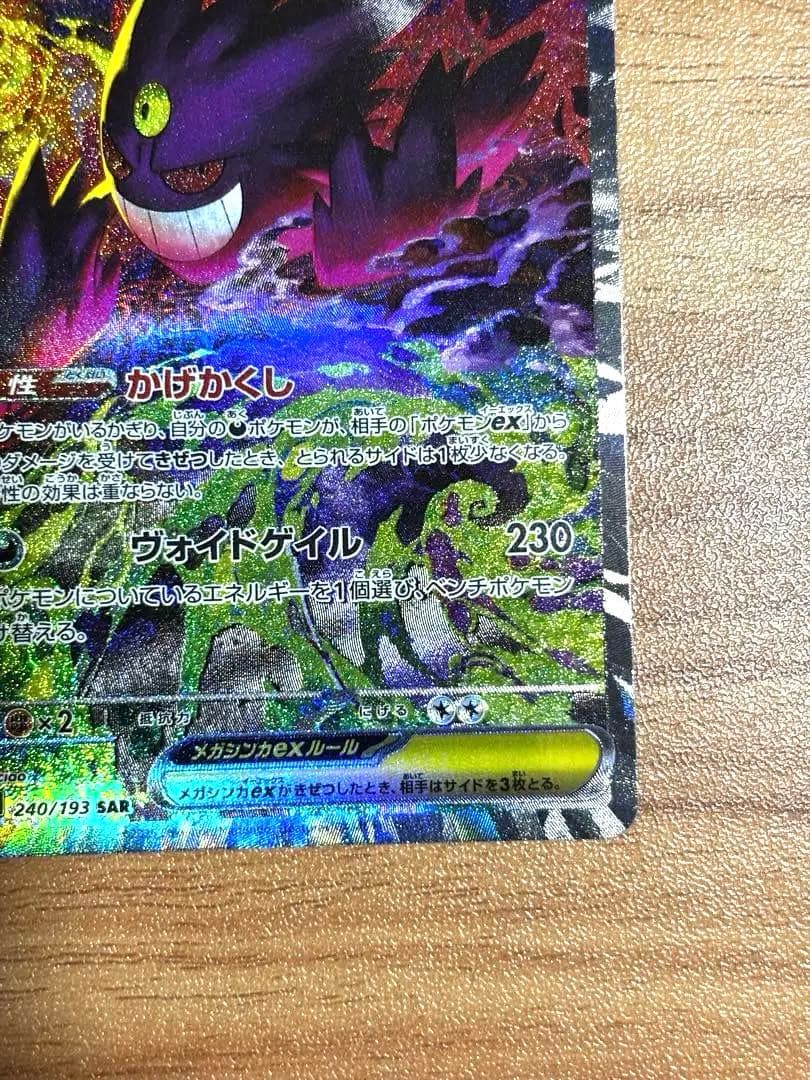 性 かげかくし
ケモンがいるかぎり、自分のポケモンが、相手の「ポケモンex」から
ダメージを受けてきぜつしたとき、とられるサイドは1枚少なくなる。
性の効果は重ならない。
ヴォイドゲイル 230
ポケモンについているエネルギーを1個選び、ベンチポケモン
け替える。
×2 抵抗力 にげる
メガシンカexルール
メガシンカexがきぜつしたとき、相手はサイドを3枚とる。
240/193 SAR